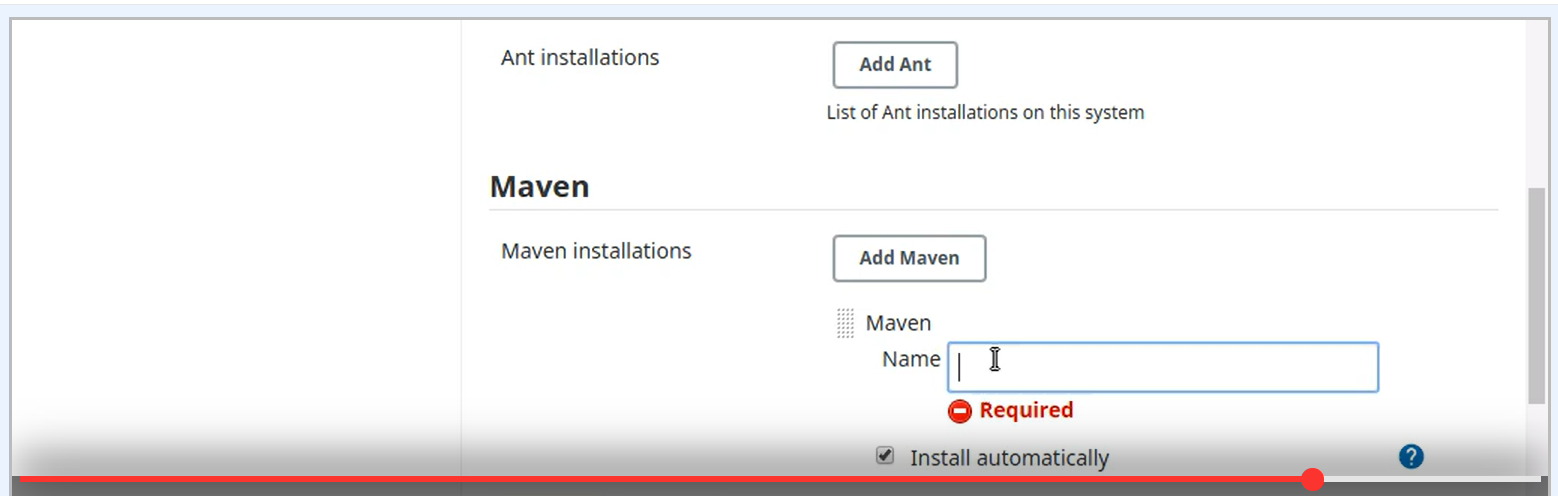 Ant installations
Add Ant
List of Ant installations on this system
Maven
Maven installations
Add Maven
Maven
Name
Required
Install automatically
?